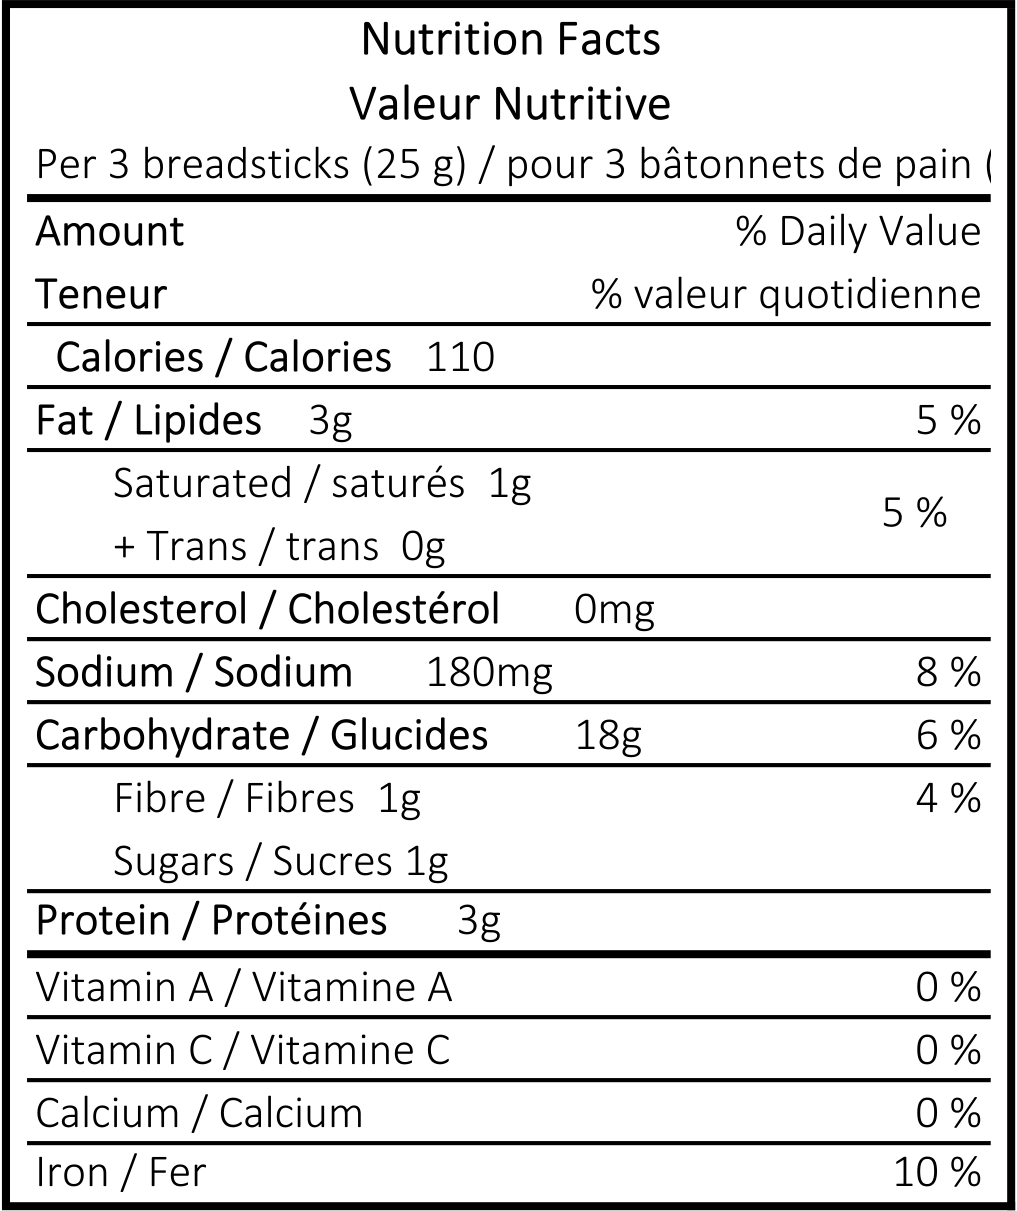 Nutrition Facts
Valeur Nutritive
Per 3 breadsticks (25 g) / pour 3 bâtonnets de pain (
Amount % Daily Value
Teneur % valeur quotidienne
Calories / Calories 110
Fat / Lipides 3g 5 %
Saturated / saturés 1g
+ Trans / trans 0g 5 %
Cholesterol / Cholestérol 0mg
Sodium / Sodium 180mg 8 %
Carbohydrate / Glucides 18g 6 %
Fibre / Fibres 1g 4 %
Sugars / Sucres 1g
Protein / Protéines 3g
Vitamin A / Vitamine A 0 %
Vitamin C / Vitamine C 0 %
Calcium / Calcium 0 %
Iron / Fer 10 %